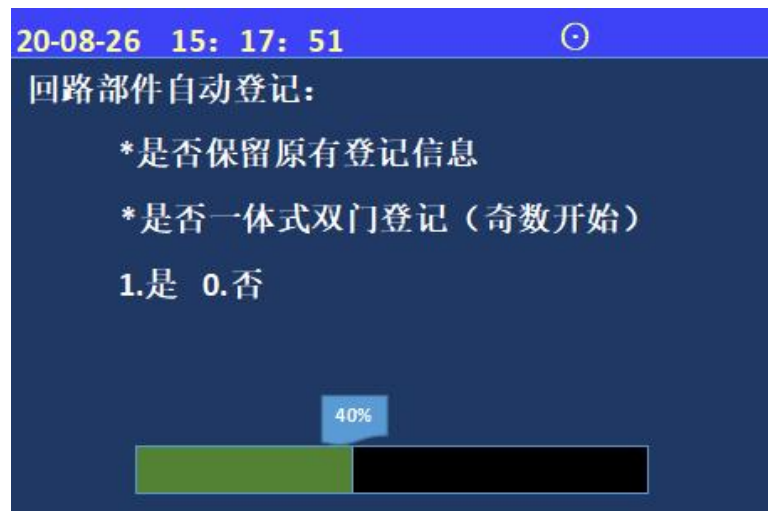 20-08-26 15：17：51
回路部件自动登记：
*是否保留原有登记信息
*是否一体式双门登记（奇数开始）
1.是 0.否
40%